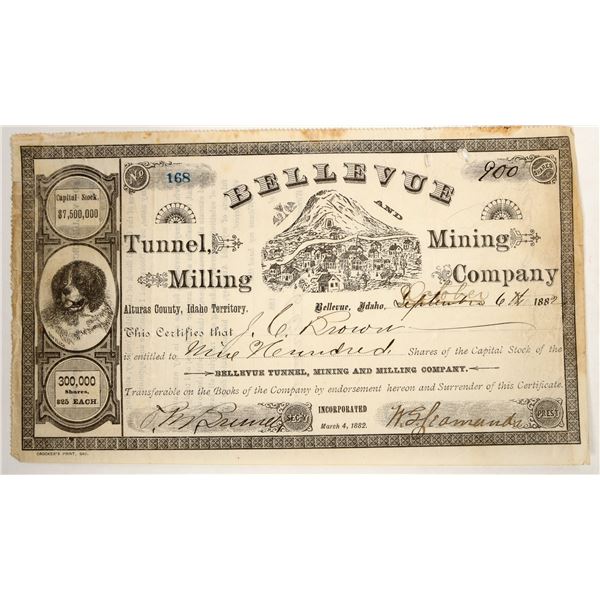 No. 168
900
BELLEVUE
AND
Tunnel, Mining
Milling Company
Capital Stock.
$7,500,000
300,000
Shares,
$25 EACH.
Alturas County, Idaho Territory. Bellevue, Idaho, September October 6th 1882
This Certifies that J. C. Brown
is entitled to Nine Hundred Shares of the Capital Stock of the
BELLEVUE TUNNEL, MINING AND MILLING COMPANY.
Transferable on the Books of the Company by endorsement hereon and Surrender of this Certificate.
SEC'Y
INCORPORATED
March 4, 1882.
PREST
CROCKER'S PRINT, SAC.